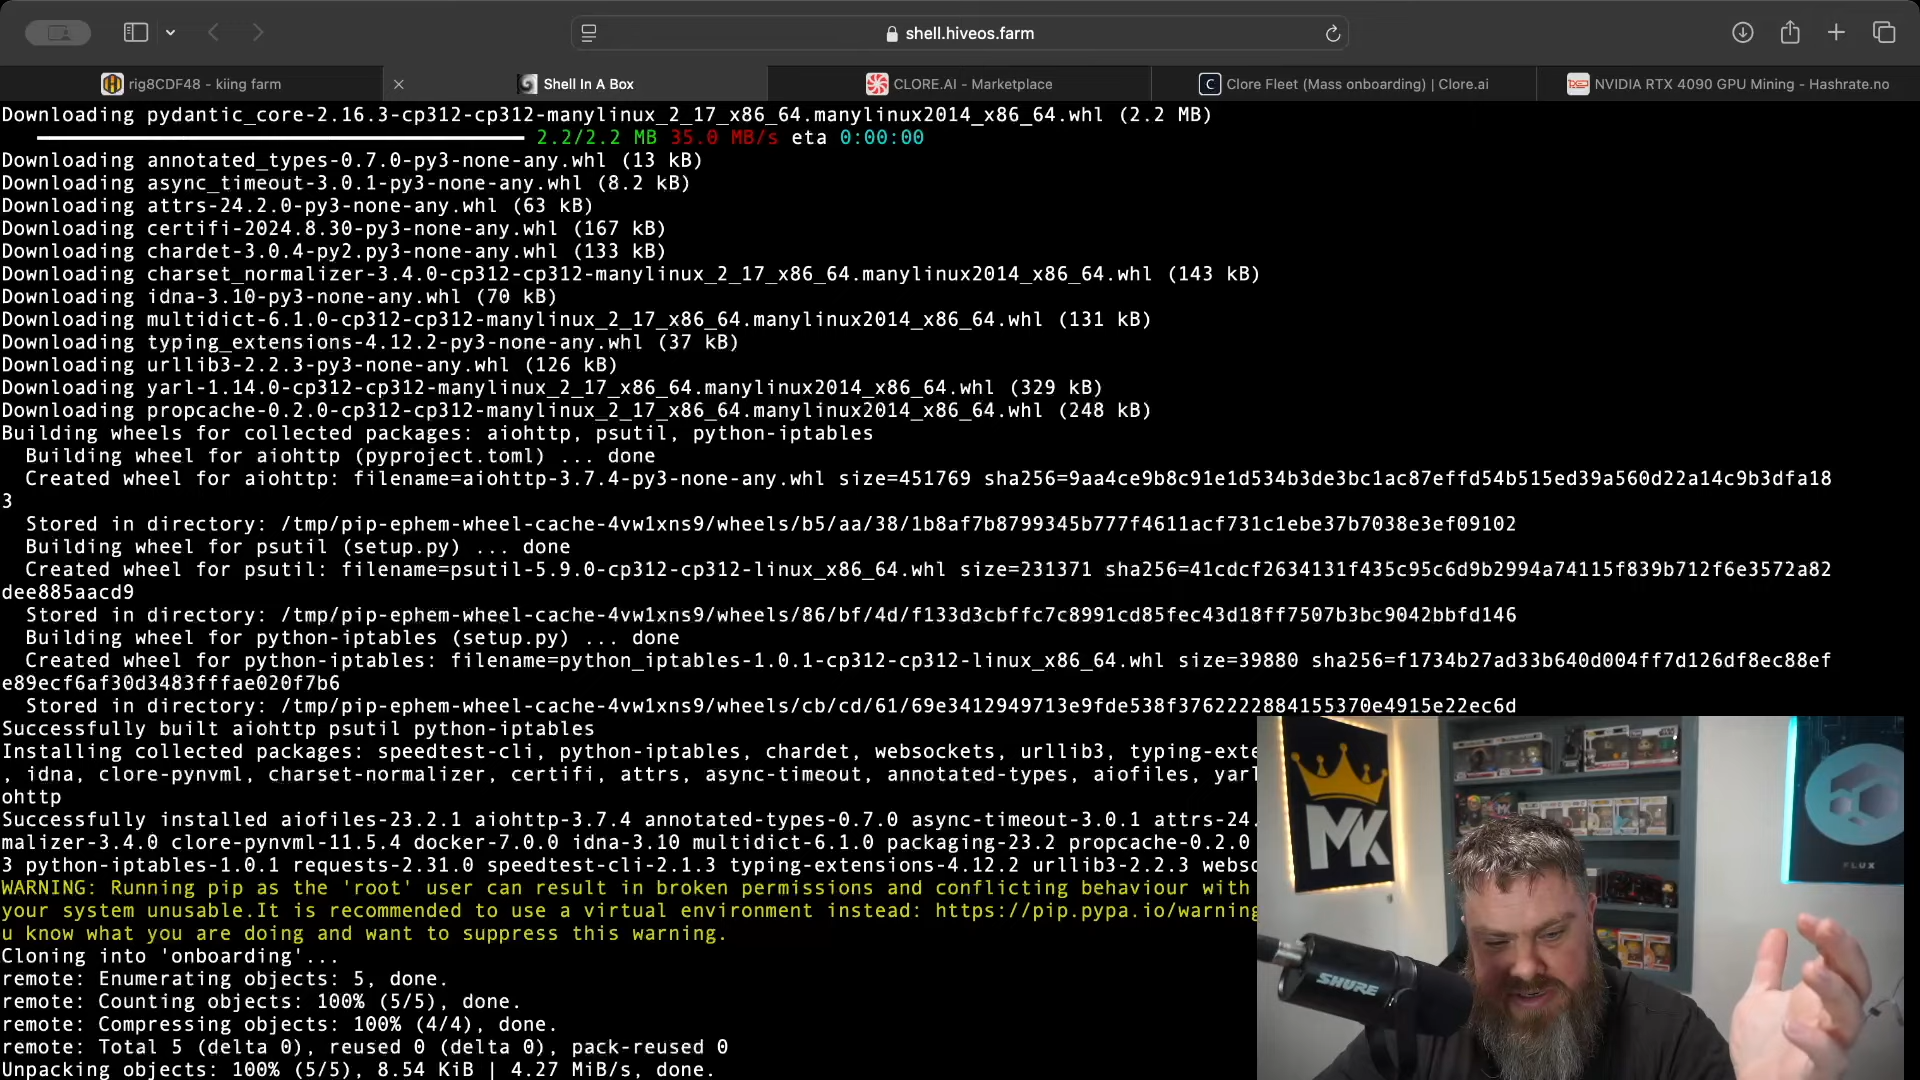 shell.hiveos.farm
rig8CDF48 - kiing farm
Shell In A Box
CLORE.AI - Marketplace
Clore Fleet (Mass onboarding) | Clore.ai
NVIDIA RTX 4090 GPU Mining - Hashrate.no
Downloading pydantic_core-2.16.3-cp312-cp312-manylinux_2_17_x86_64.manylinux2014_x86_64.whl (2.2 MB)
2.2/2.2 MB 35.0 MB/s eta 0:00:00
Downloading annotated_types-0.7.0-py3-none-any.whl (13 kB)
Downloading async_timeout-3.0.1-py3-none-any.whl (8.2 kB)
Downloading attrs-24.2.0-py3-none-any.whl (63 kB)
Downloading certifi-2024.8.30-py3-none-any.whl (167 kB)
Downloading chardet-3.0.4-py2.py3-none-any.whl (133 kB)
Downloading charset_normalizer-3.4.0-cp312-cp312-manylinux_2_17_x86_64.manylinux2014_x86_64.whl (143 kB)
Downloading idna-3.10-py3-none-any.whl (70 kB)
Downloading multidict-6.1.0-cp312-cp312-manylinux_2_17_x86_64.manylinux2014_x86_64.whl (131 kB)
Downloading typing_extensions-4.12.2-py3-none-any.whl (37 kB)
Downloading urllib3-2.2.3-py3-none-any.whl (126 kB)
Downloading yarl-1.14.0-cp312-cp312-manylinux_2_17_x86_64.manylinux2014_x86_64.whl (329 kB)
Downloading propcache-0.2.0-cp312-cp312-manylinux_2_17_x86_64.manylinux2014_x86_64.whl (248 kB)
Building wheels for collected packages: aiohttp, psutil, python-iptables
Building wheel for aiohttp (pyproject.toml) ... done
Created wheel for aiohttp: filename=aiohttp-3.7.4-py3-none-any.whl size=451769 sha256=9aa4ce9b8c91e1d534b3de3bc1ac87effd54b515ed39a560d22a14c9b3dfa18
3
Stored in directory: /tmp/pip-ephem-wheel-cache-4vw1xns9/wheels/b5/aa/38/1b8af7b8799345b777f4611acf731c1ebe37b7038e3ef09102
Building wheel for psutil (setup.py) ... done
Created wheel for psutil: filename=psutil-5.9.0-cp312-cp312-linux_x86_64.whl size=231371 sha256=41cdcf2634131f435c95c6d9b2994a74115f839b712f6e3572a82
dee885aacd9
Stored in directory: /tmp/pip-ephem-wheel-cache-4vw1xns9/wheels/86/bf/4d/f133d3cbffc7c8991cd85fec43d18ff7507b3bc9042bbfd146
Building wheel for python-iptables (setup.py) ... done
Created wheel for python-iptables: filename=python_iptables-1.0.1-cp312-cp312-linux_x86_64.whl size=39880 sha256=f1734b27ad33b640d004ff7d126df8ec88ef
e89ecf6af30d3483fffae020f7b6
Stored in directory: /tmp/pip-ephem-wheel-cache-4vw1xns9/wheels/cb/cd/61/69e3412949713e9fde538f3762222884155370e4915e22ec6d
Successfully built aiohttp psutil python-iptables
Installing collected packages: speedtest-cli, python-iptables, chardet, websockets, urllib3, typing-exte
, idna, clore-pynvml, charset-normalizer, certifi, attrs, async-timeout, annotated-types, aiofiles, yarl
ohttp
Successfully installed aiofiles-23.2.1 aiohttp-3.7.4 annotated-types-0.7.0 async-timeout-3.0.1 attrs-24.
malizer-3.4.0 clore-pynvml-11.5.4 docker-7.0.0 idna-3.10 multidict-6.1.0 packaging-23.2 propcache-0.2.0
3 python-iptables-1.0.1 requests-2.31.0 speedtest-cli-2.1.3 typing-extensions-4.12.2 urllib3-2.2.3 webso
WARNING: Running pip as the 'root' user can result in broken permissions and conflicting behaviour with
your system unusable.It is recommended to use a virtual environment instead: https://pip.pypa.io/warning
u know what you are doing and want to suppress this warning.
Cloning into 'onboarding'...
remote: Enumerating objects: 5, done.
remote: Counting objects: 100% (5/5), done.
remote: Compressing objects: 100% (4/4), done.
remote: Total 5 (delta 0), reused 0 (delta 0), pack-reused 0
Unpacking objects: 100% (5/5), 8.54 KiB | 4.27 MiB/s, done.
MK
FLUX
SHURE